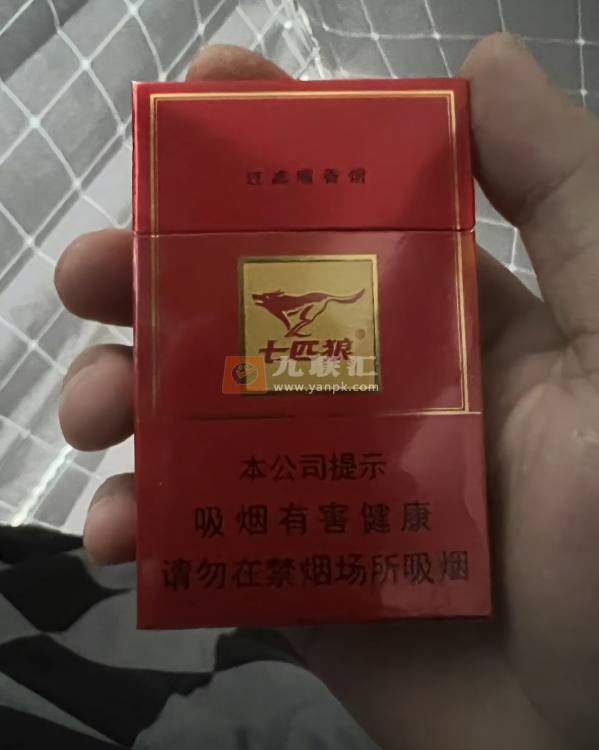 过滤嘴香烟
七匹狼®
九联汇
www.yanpk.com
本公司提示
吸烟有害健康
请勿在禁烟场所吸烟